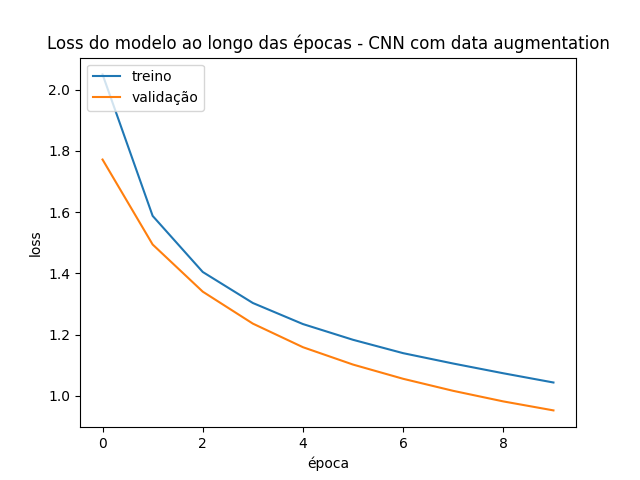 Loss do modelo ao longo das épocas - CNN com data augmentation
treino
validação
2.0
1.8
1.6
1.4
1.2
1.0
loss
0
2
4
6
8
época